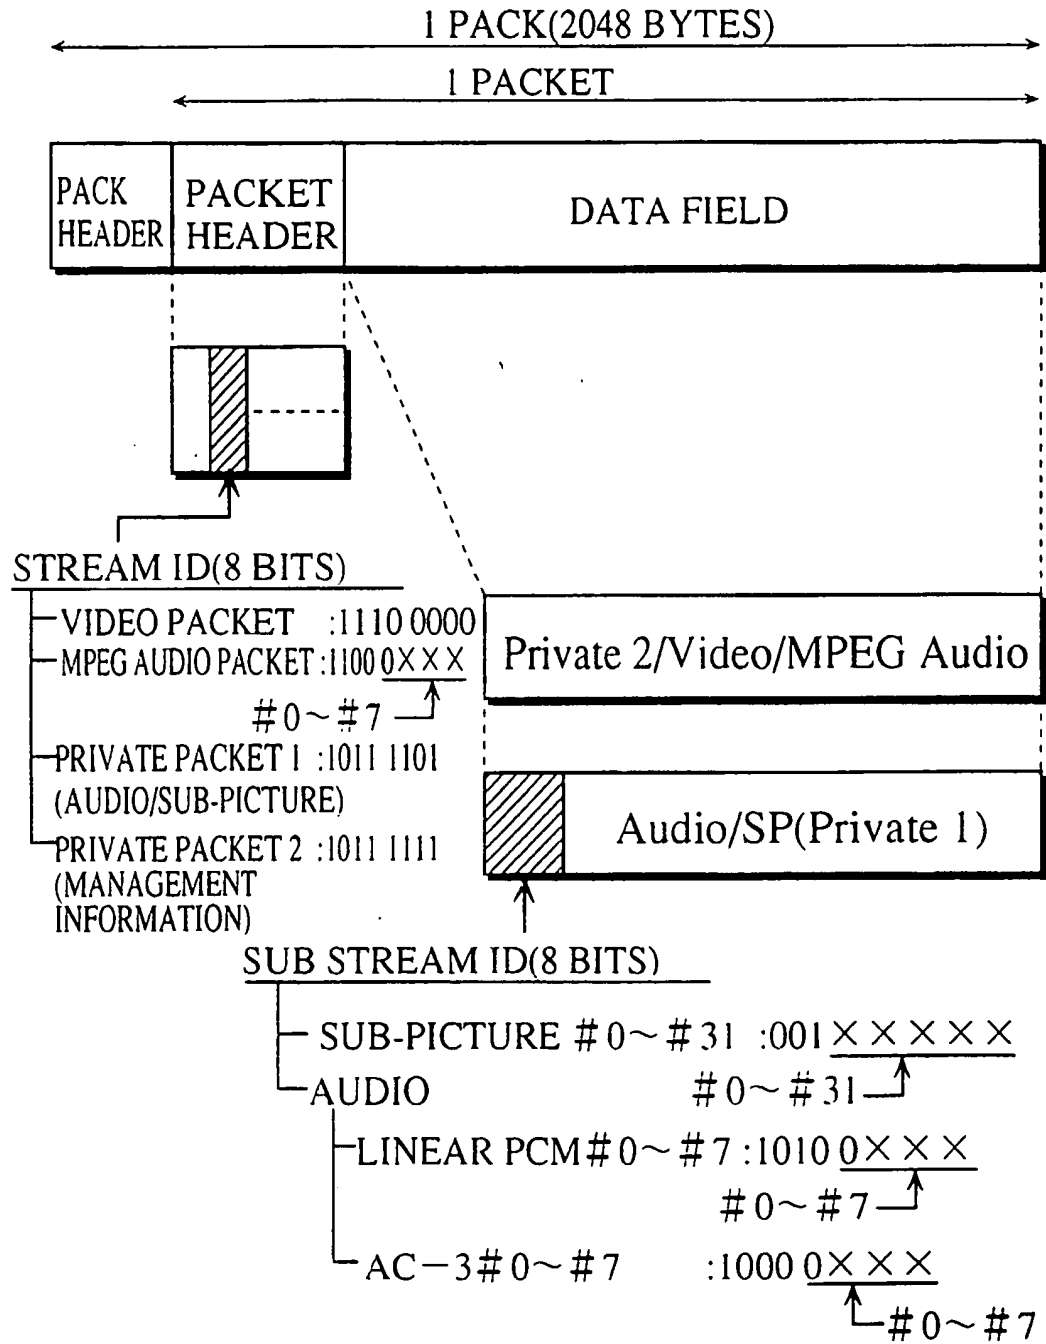 1 PACK(2048 BYTES)
1 PACKET
PACK HEADER
PACKET HEADER
DATA FIELD
STREAM ID(8 BITS)
VIDEO PACKET :1110 0000
MPEG AUDIO PACKET :1100 0×××
#0~#7
PRIVATE PACKET 1 :1011 1101
(AUDIO/SUB-PICTURE)
PRIVATE PACKET 2 :1011 1111
(MANAGEMENT
INFORMATION)
Private 2/Video/MPEG Audio
Audio/SP(Private 1)
SUB STREAM ID(8 BITS)
SUB-PICTURE #0~#31 :001×××××
#0~#31
AUDIO
LINEAR PCM#0~#7 :1010 0×××
#0~#7
AC-3#0~#7 :1000 0×××
#0~#7